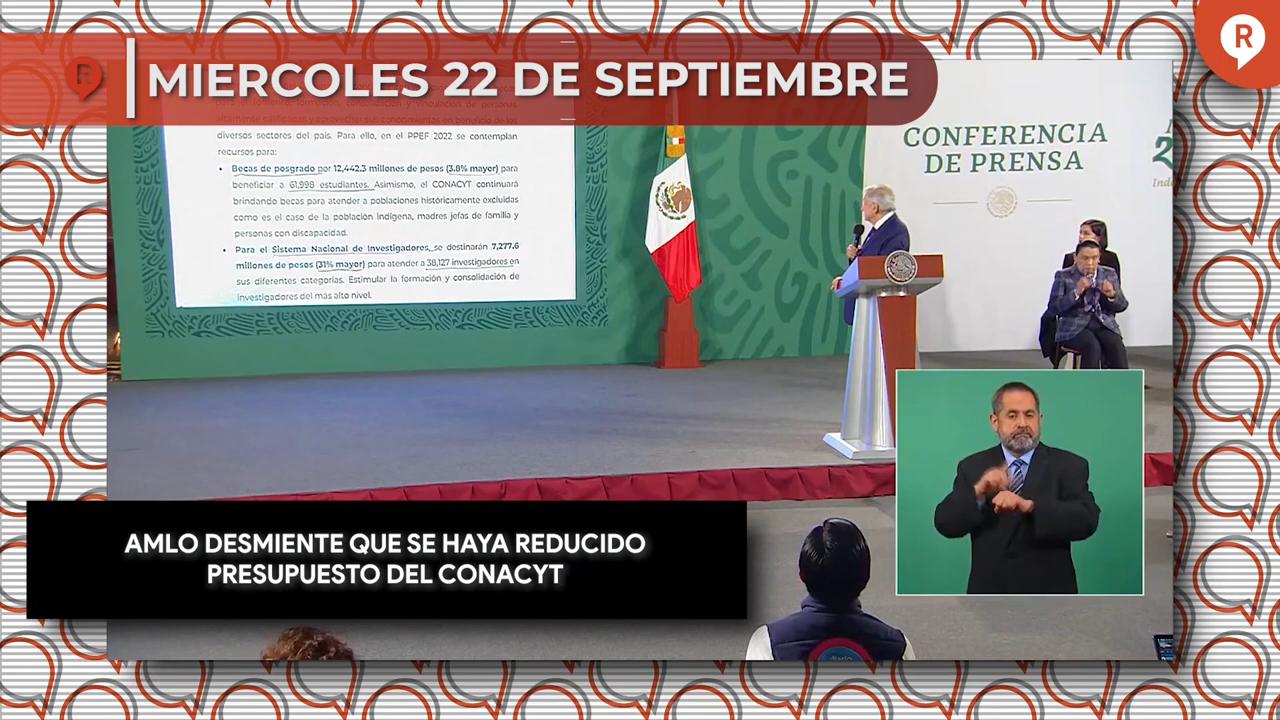 R
R
MIERCOLES 22 DE SEPTIEMBRE
diversos sectores del país. Para ello, en el PPEF 2022 se contemplan
recursos para:
• Becas de posgrado por 12,442.3 millones de pesos (3.8% mayor) para
beneficiar a 61,998 estudiantes. Asimismo, el CONACYT continuará
brindando becas para atender a poblaciones históricamente excluidas
como es el caso de la población indígena, madres jefas de familia y
personas con discapacidad.
• Para el Sistema Nacional de Investigadores, se destinarán 7,277.6
millones de pesos (31% mayor) para atender a 38,127 investigadores en
sus diferentes categorías. Estimular la formación y consolidación de
investigadores del más alto nivel.
CONFERENCIA
DE PRENSA
AMLO DESMIENTE QUE SE HAYA REDUCIDO
PRESUPUESTO DEL CONACYT
diario